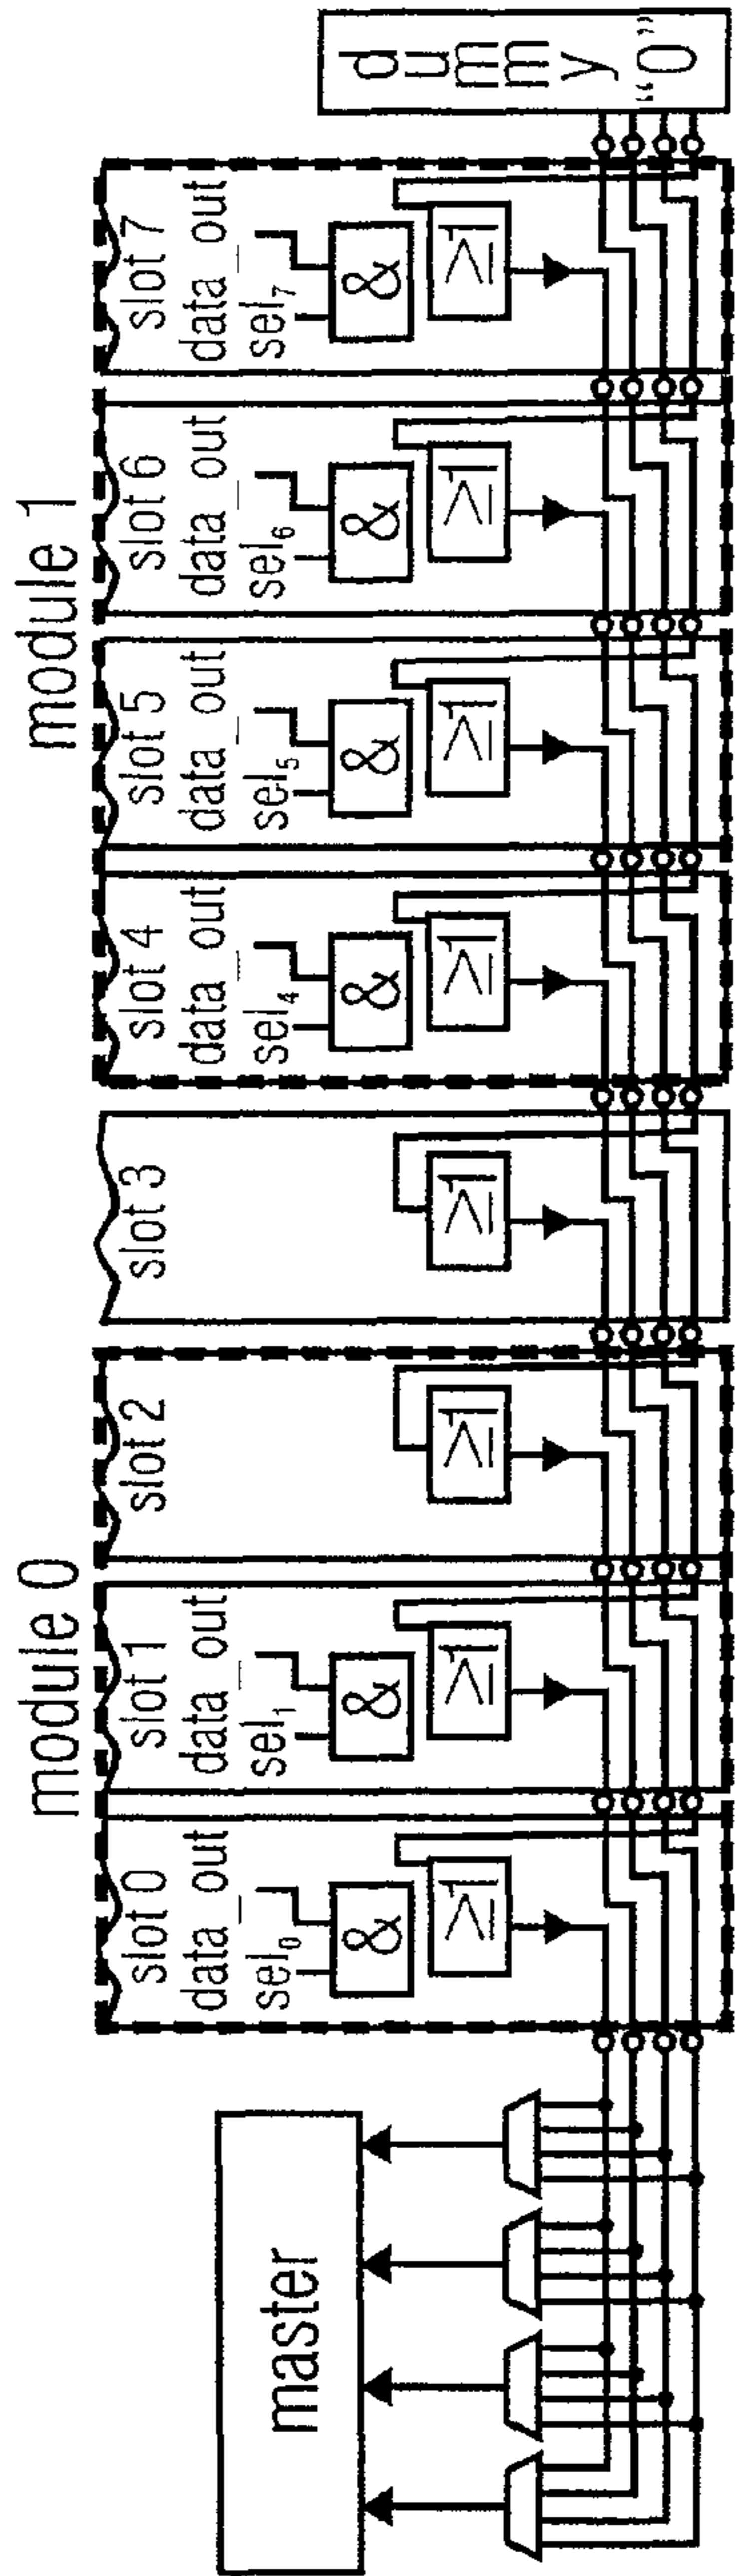 module 0
module 1
master
slot 0
data_out
sel₀
&
≥1
slot 1
data_out
sel₁
&
≥1
slot 2
≥1
slot 3
≥1
slot 4
data_out
sel₄
&
≥1
slot 5
data_out
sel₅
&
≥1
slot 6
data_out
sel₆
&
≥1
slot 7
data_out
sel₇
&
≥1
d
u
m
m
y
“0”